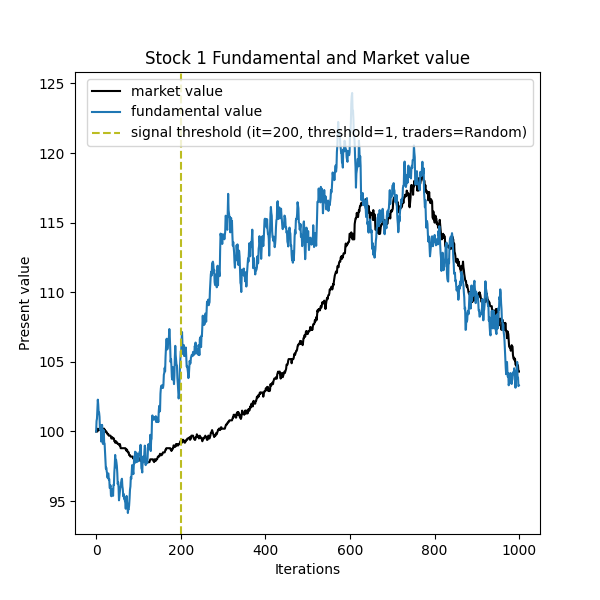 Stock 1 Fundamental and Market value
market value
fundamental value
signal threshold (it=200, threshold=1, traders=Random)
125
120
115
110
105
100
95
Present value
0 200 400 600 800 1000
Iterations